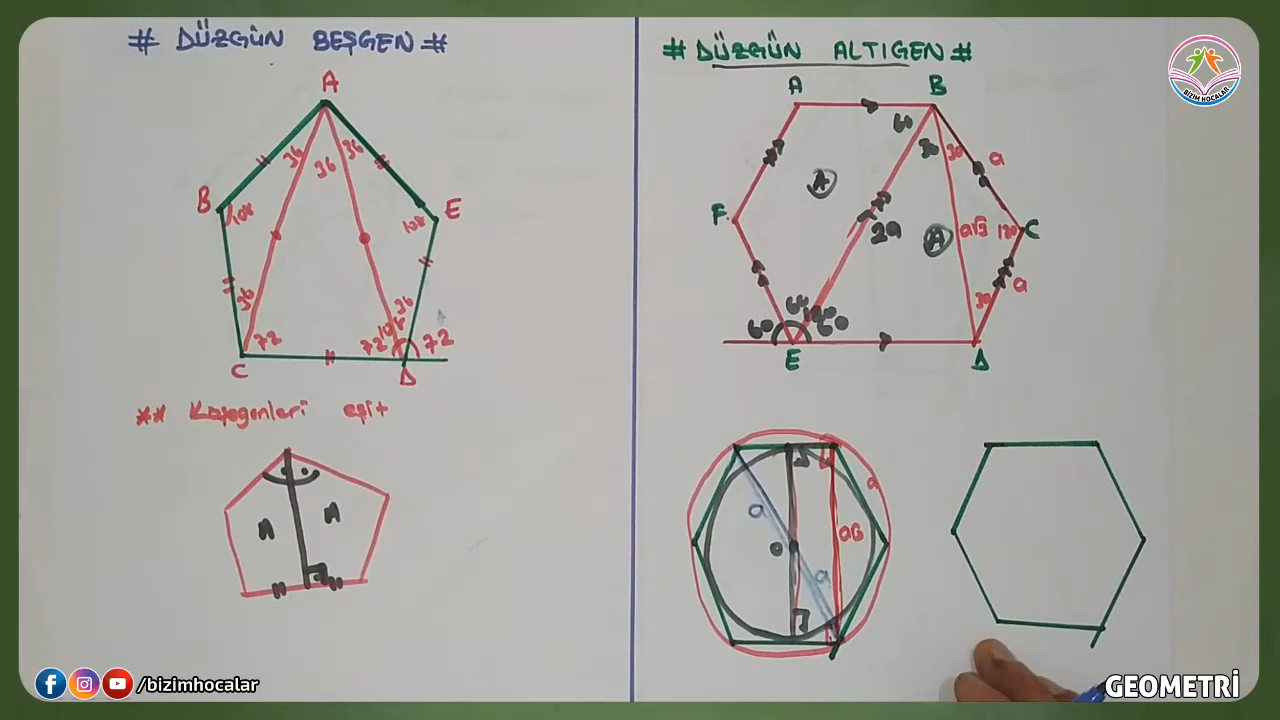 # DÜZGÜN BEŞGEN #
A
36 36 36
B 108
108 E
36 36
72 72 108 72
C D
** Köşegenleri eşit
A A
# DÜZGÜN ALTIGEN #
A B
60 30 30 a
A
F 2a A a√3 120 C
30 a
60 60 120 60
E D
a a
O a√3
a
BİZİM HOCALAR
/bizimhocalar
GEOMETRİ